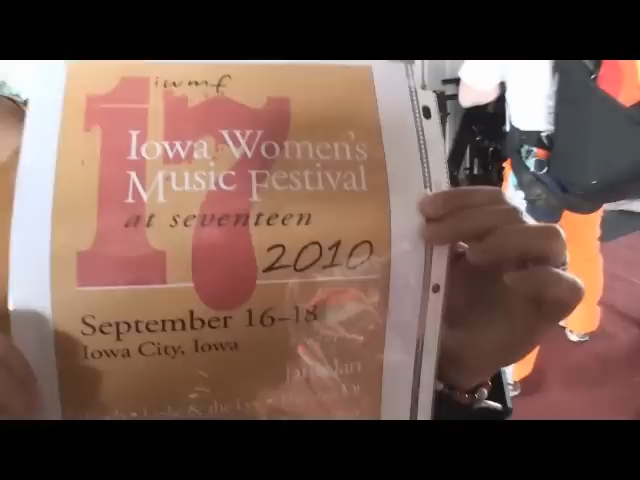 iwmf
17
Iowa Women's
Music Festival
at seventeen
2010
September 16-18
Iowa City, Iowa